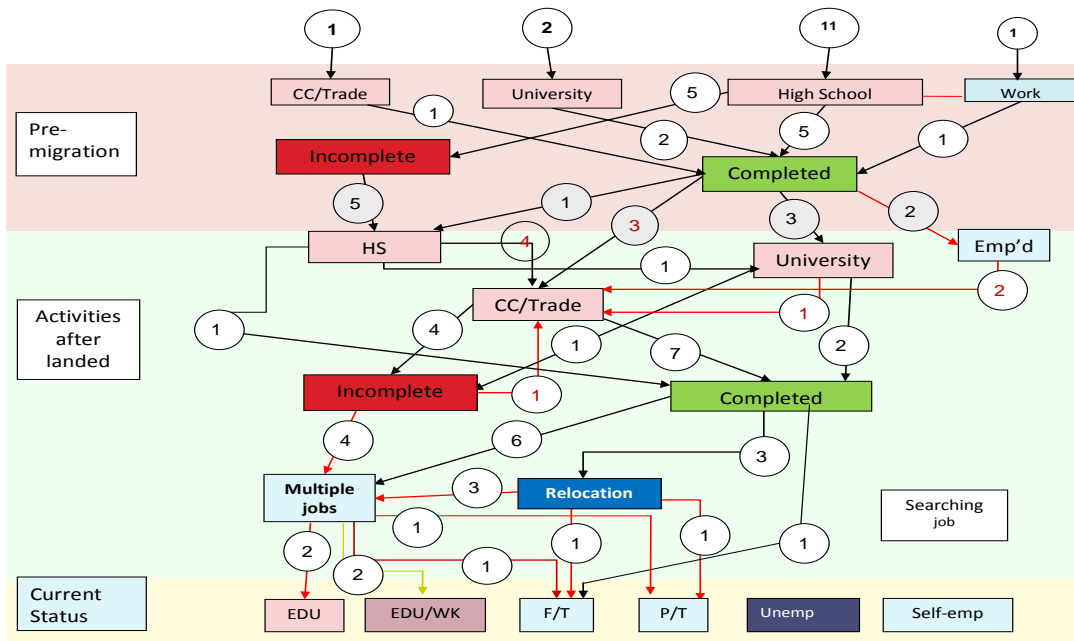 1
2
11
1
CC/Trade
University
High School
Work
5
1
2
5
1
Pre-
migration
Incomplete
Completed
5
1
3
3
2
HS
4
1
University
Emp'd
2
CC/Trade
1
Activities
after
landed
1
4
1
7
2
Incomplete
1
Completed
4
6
3
Multiple
jobs
3
Relocation
Searching
job
1
1
1
1
2
2
1
Current
Status
EDU
EDU/WK
F/T
P/T
Unemp
Self-emp